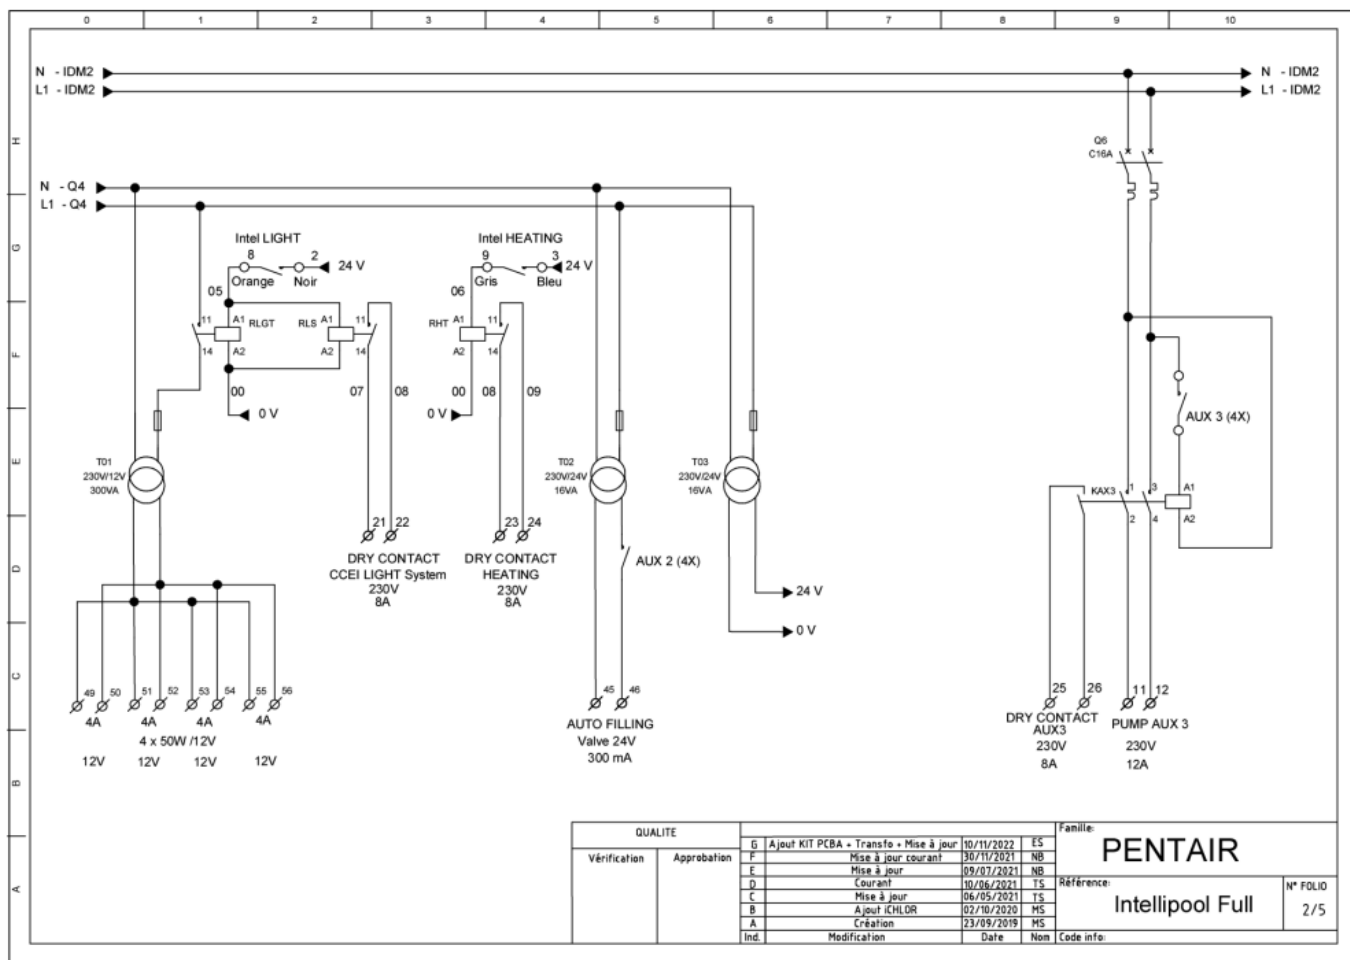 0 1 2 3 4 5 6 7 8 9 10
H
G
F
E
D
C
B
A
N - IDM2
L1 - IDM2
N - IDM2
L1 - IDM2
Q6
C16A
N - Q4
L1 - Q4
Intel LIGHT
8 2
24 V
Orange Noir
05
Intel HEATING
9 3
24 V
Gris Bleu
06
11 A1 RLGT
14 A2
RLS A1 11
A2 14
RHT A1 11
A2 14
00
0 V
07 08
00 08 09
0 V
AUX 3 (4X)
T01
230V/12V
300VA
T02
230V/24V
16VA
T03
230V/24V
16VA
KAX3 1 3 A1
2 4 A2
21 22
DRY CONTACT
CCEI LIGHT System
230V
8A
23 24
DRY CONTACT
HEATING
230V
8A
AUX 2 (4X)
24 V
0 V
49 50 51 52 53 54 55 56
4A 4A 4A 4A
4 x 50W /12V
12V 12V 12V 12V
45 46
AUTO FILLING
Valve 24V
300 mA
25 26
DRY CONTACT
AUX3
230V
8A
11 12
PUMP AUX 3
230V
12A
QUALITE
Vérification Approbation
G Ajout KIT PCBA + Transfo + Mise à jour 10/11/2022 ES
F Mise à jour courant 30/11/2021 NB
E Mise à jour 09/07/2021 NB
D Courant 10/06/2021 TS
C Mise à jour 06/05/2021 TS
B Ajout iCHLOR 02/10/2020 MS
A Création 23/09/2019 MS
Ind. Modification Date Nom
Famille:
PENTAIR
Référence:
Intellipool Full
N° FOLIO
2/5
Code info: